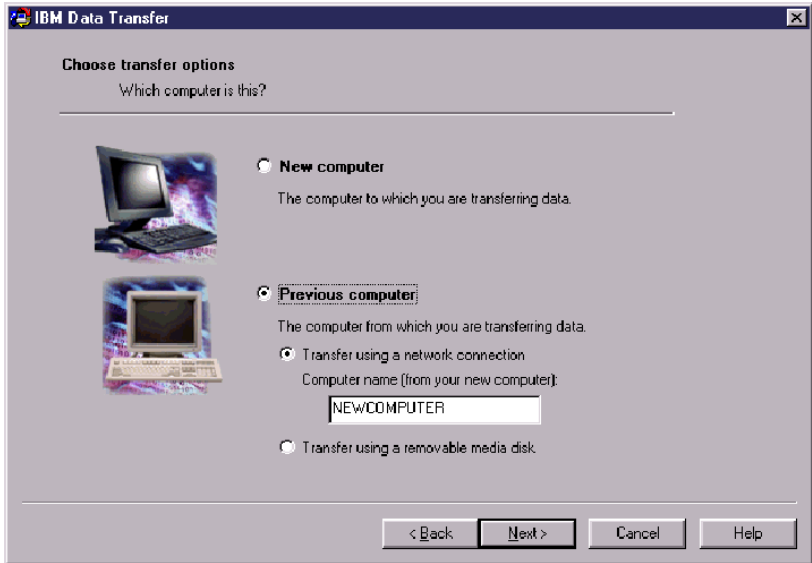 IBM Data Transfer
Choose transfer options
Which computer is this?
New computer
The computer to which you are transferring data.
Previous computer
The computer from which you are transferring data.
Transfer using a network connection
Computer name (from your new computer):
NEWCOMPUTER
Transfer using a removable media disk.
< Back Next > Cancel Help